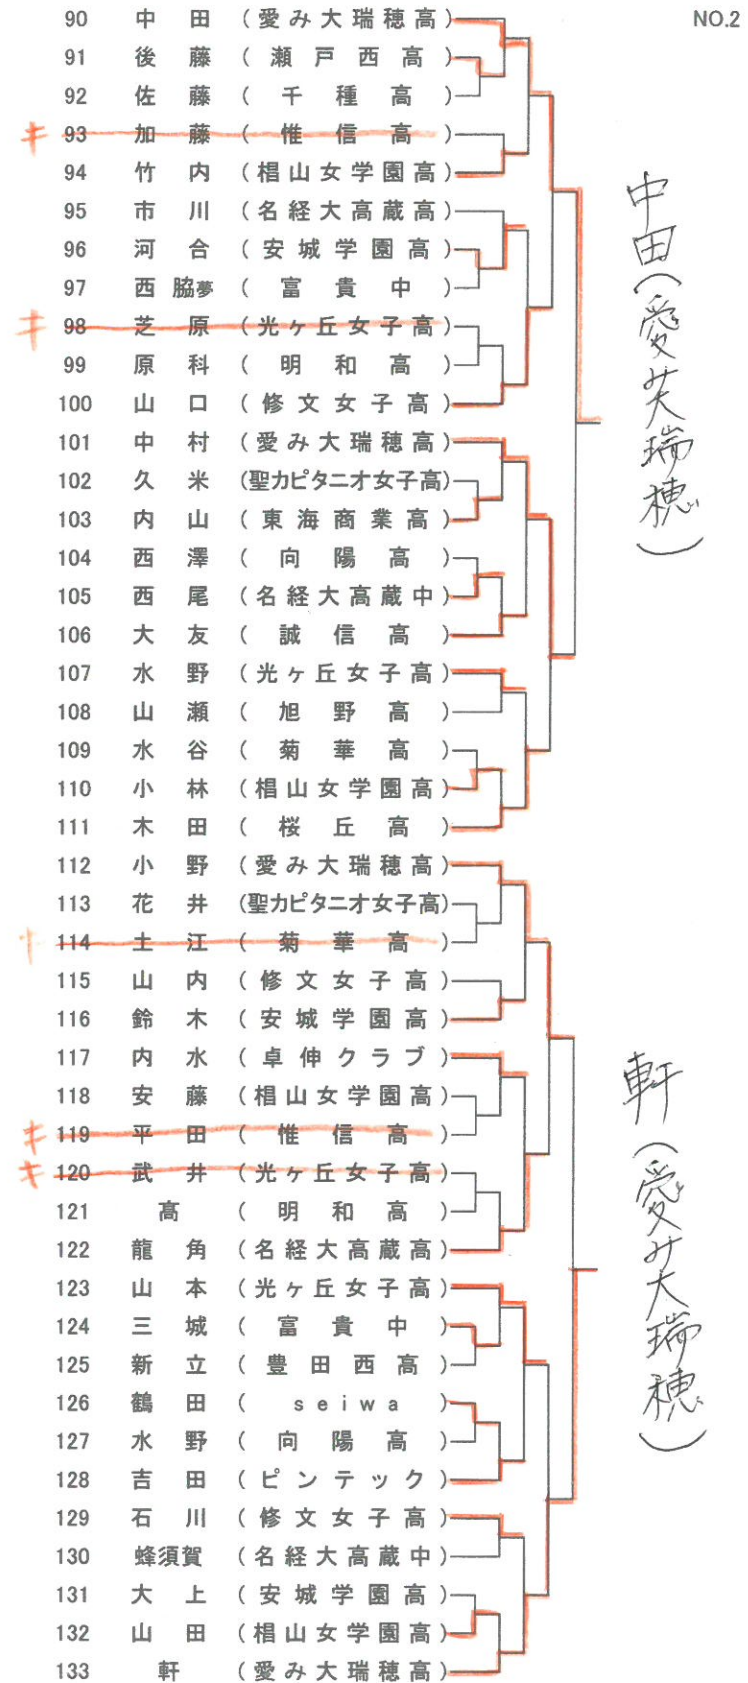 NO.2
90 中田 (愛み大瑞穂高)
91 後藤 (瀬戸西高)
92 佐藤 (千種高)
キ 93 加藤 (惟信高)
94 竹内 (椙山女学園高)
95 市川 (名経大高蔵高)
96 河合 (安城学園高)
97 西脇夢 (富貴中)
キ 98 芝原 (光ヶ丘女子高)
99 原科 (明和高)
100 山口 (修文女子高)
101 中村 (愛み大瑞穂高)
102 久米 (聖カピタニオ女子高)
103 内山 (東海商業高)
104 西澤 (向陽高)
105 西尾 (名経大高蔵中)
106 大友 (誠信高)
107 水野 (光ヶ丘女子高)
108 山瀬 (旭野高)
109 水谷 (菊華高)
110 小林 (椙山女学園高)
111 木田 (桜丘高)
中田(愛み大瑞穂)
112 小野 (愛み大瑞穂高)
113 花井 (聖カピタニオ女子高)
114 土江 (菊華高)
115 山内 (修文女子高)
116 鈴木 (安城学園高)
117 内水 (卓伸クラブ)
118 安藤 (椙山女学園高)
キ 119 平田 (惟信高)
キ 120 武井 (光ヶ丘女子高)
121 髙 (明和高)
122 龍角 (名経大高蔵高)
123 山本 (光ヶ丘女子高)
124 三城 (富貴中)
125 新立 (豊田西高)
126 鶴田 (seiwa)
127 水野 (向陽高)
128 吉田 (ピンテック)
129 石川 (修文女子高)
130 蜂須賀 (名経大高蔵中)
131 大上 (安城学園高)
132 山田 (椙山女学園高)
133 軒 (愛み大瑞穂高)
軒(愛み大瑞穂)